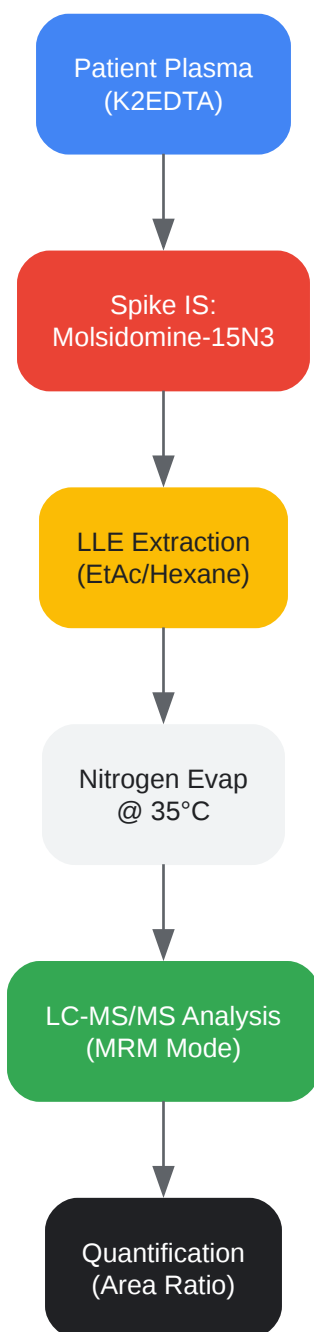 Patient Plasma
(K2EDTA)
Spike IS:
Molsidomine-15N3
LLE Extraction
(EtAc/Hexane)
Nitrogen Evap
@ 35°C
LC-MS/MS Analysis
(MRM Mode)
Quantification
(Area Ratio)